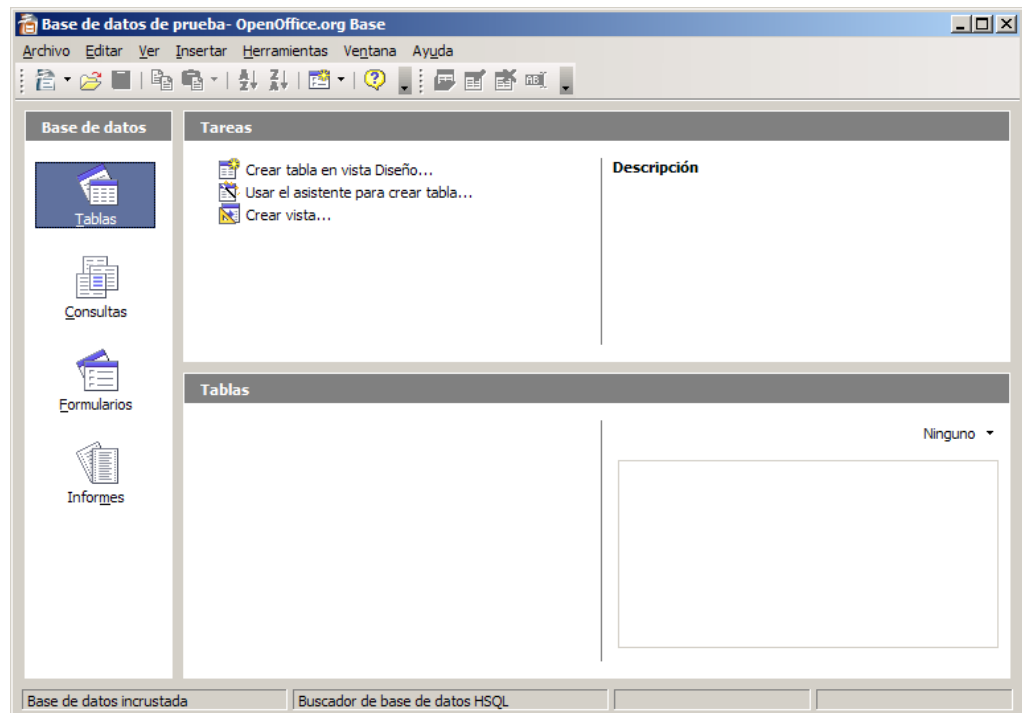 Base de datos de prueba- OpenOffice.org Base
Archivo Editar Ver Insertar Herramientas Ventana Ayuda
Base de datos
Tareas
Tablas
Consultas
Formularios
Informes
Crear tabla en vista Diseño...
Usar el asistente para crear tabla...
Crear vista...
Descripción
Tablas
Ninguno
Base de datos incrustada
Buscador de base de datos HSQL